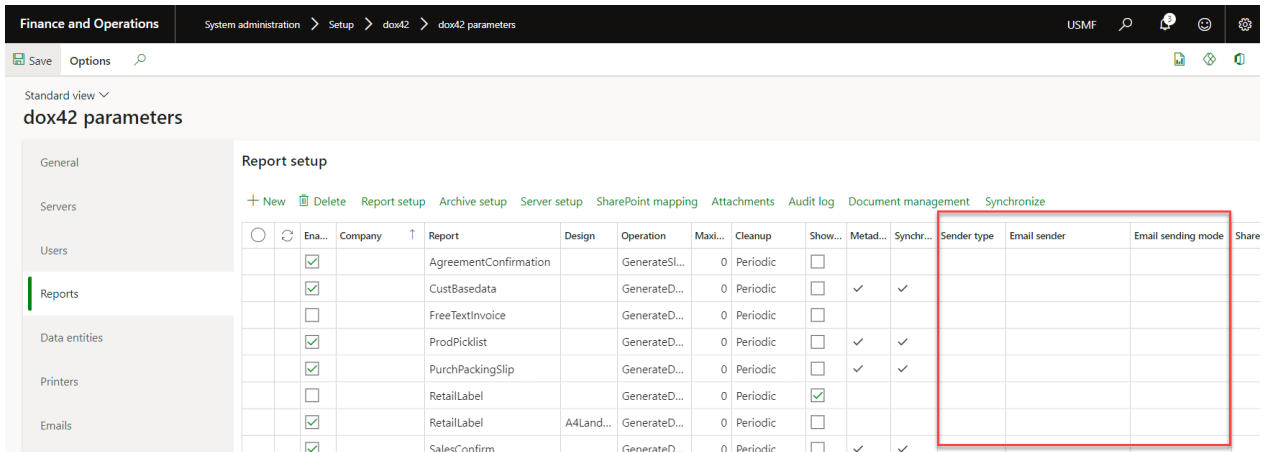 Finance and Operations System administration > Setup > dox42 > dox42 parameters USMF 3
Save Options
Standard view
dox42 parameters
General
Servers
Users
Reports
Data entities
Printers
Emails
Report setup
+ New Delete Report setup Archive setup Server setup SharePoint mapping Attachments Audit log Document management Synchronize
Ena... Company ↑ Report Design Operation Maxi... Cleanup Show... Metad... Synchr... Sender type Email sender Email sending mode Share
AgreementConfirmation GenerateSl... 0 Periodic
CustBasedata GenerateD... 0 Periodic
FreeTextInvoice GenerateD... 0 Periodic
ProdPicklist GenerateD... 0 Periodic
PurchPackingSlip GenerateD... 0 Periodic
RetailLabel GenerateD... 0 Periodic
RetailLabel A4Land... GenerateD... 0 Periodic
SalesConfirm GenerateD... 0 Periodic